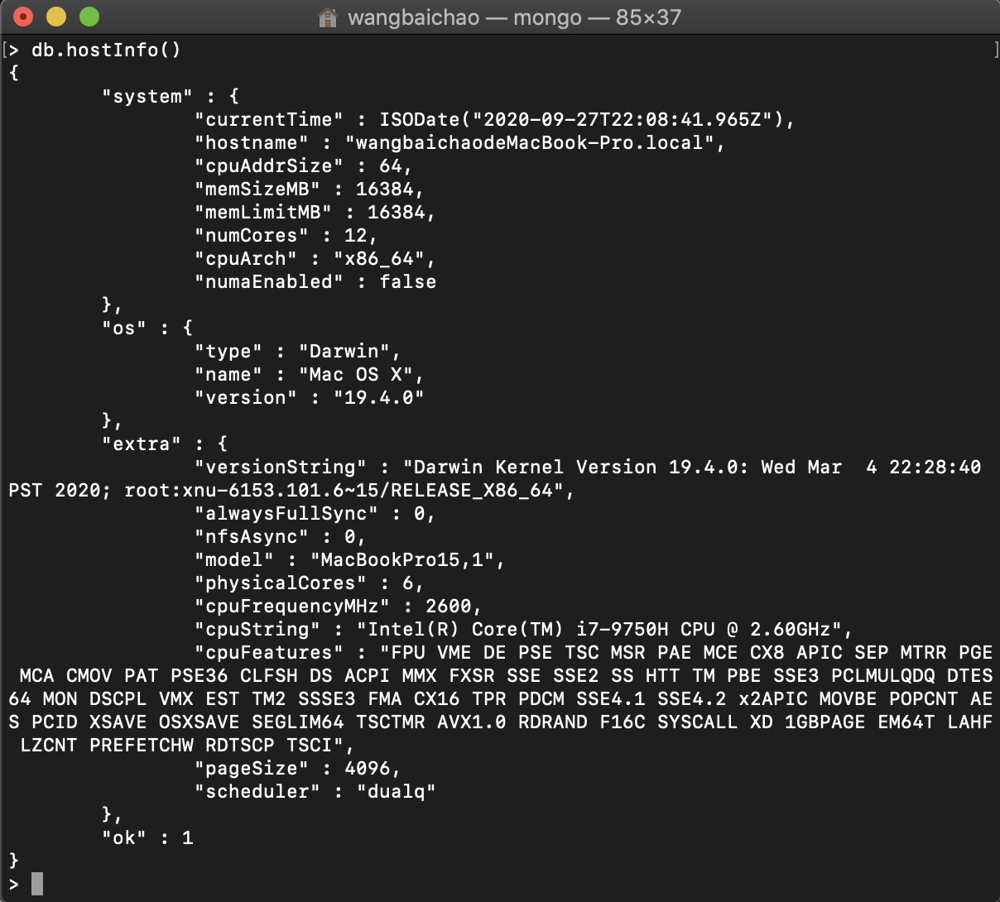 wangbaichao — mongo — 85×37
[> db.hostInfo() ]
{
"system" : {
"currentTime" : ISODate("2020-09-27T22:08:41.965Z"),
"hostname" : "wangbaichaodeMacBook-Pro.local",
"cpuAddrSize" : 64,
"memSizeMB" : 16384,
"memLimitMB" : 16384,
"numCores" : 12,
"cpuArch" : "x86_64",
"numaEnabled" : false
},
"os" : {
"type" : "Darwin",
"name" : "Mac OS X",
"version" : "19.4.0"
},
"extra" : {
"versionString" : "Darwin Kernel Version 19.4.0: Wed Mar  4 22:28:40
PST 2020; root:xnu-6153.101.6~15/RELEASE_X86_64",
"alwaysFullSync" : 0,
"nfsAsync" : 0,
"model" : "MacBookPro15,1",
"physicalCores" : 6,
"cpuFrequencyMHz" : 2600,
"cpuString" : "Intel(R) Core(TM) i7-9750H CPU @ 2.60GHz",
"cpuFeatures" : "FPU VME DE PSE TSC MSR PAE MCE CX8 APIC SEP MTRR PGE
MCA CMOV PAT PSE36 CLFSH DS ACPI MMX FXSR SSE SSE2 SS HTT TM PBE SSE3 PCLMULQDQ DTES
64 MON DSCPL VMX EST TM2 SSSE3 FMA CX16 TPR PDCM SSE4.1 SSE4.2 x2APIC MOVBE POPCNT AE
S PCID XSAVE OSXSAVE SEGLIM64 TSCTMR AVX1.0 RDRAND F16C SYSCALL XD 1GBPAGE EM64T LAHF
LZCNT PREFETCHW RDTSCP TSCI",
"pageSize" : 4096,
"scheduler" : "dualq"
},
"ok" : 1
}
>